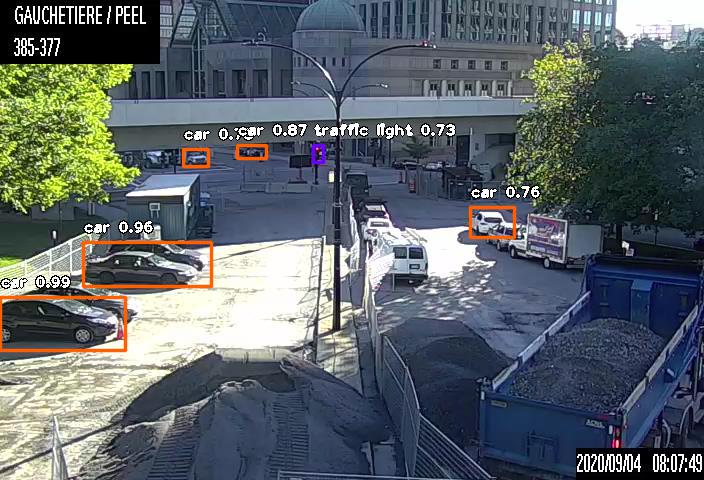 GAUCHETIERE / PEEL
385-377
car 0.87 traffic light 0.73
car 0.76
car 0.96
car 0.99
2020/09/04 08:07:49